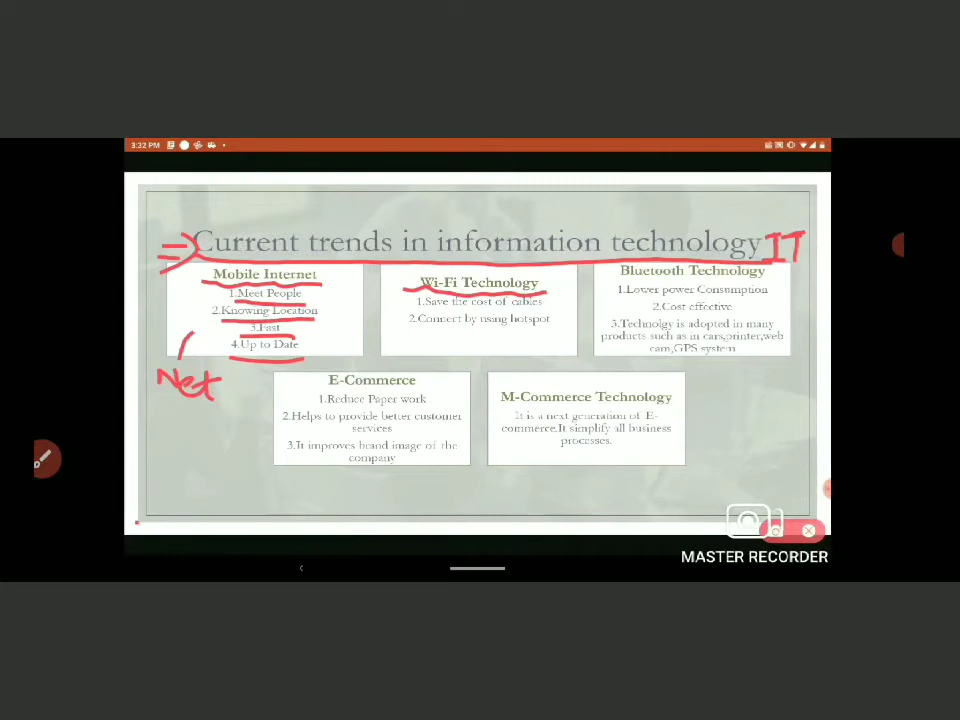 3:32 PM
Current trends in information technology IT
Mobile Internet
1.Meet People
2.Knowing Location
3.Fast
4.Up to Date
Net
Wi-Fi Technology
1.Save the cost of cables
2.Connect by using hotspot
Bluetooth Technology
1.Lower power Consumption
2.Cost effective
3.Technolgy is adopted in many
products such as in cars,printer,web
cam,GPS system
E-Commerce
1.Reduce Paper work
2.Helps to provide better customer
services
3.It improves brand image of the
company
M-Commerce Technology
It is a next generation of E-
commerce.It simplify all business
processes.
MASTER RECORDER